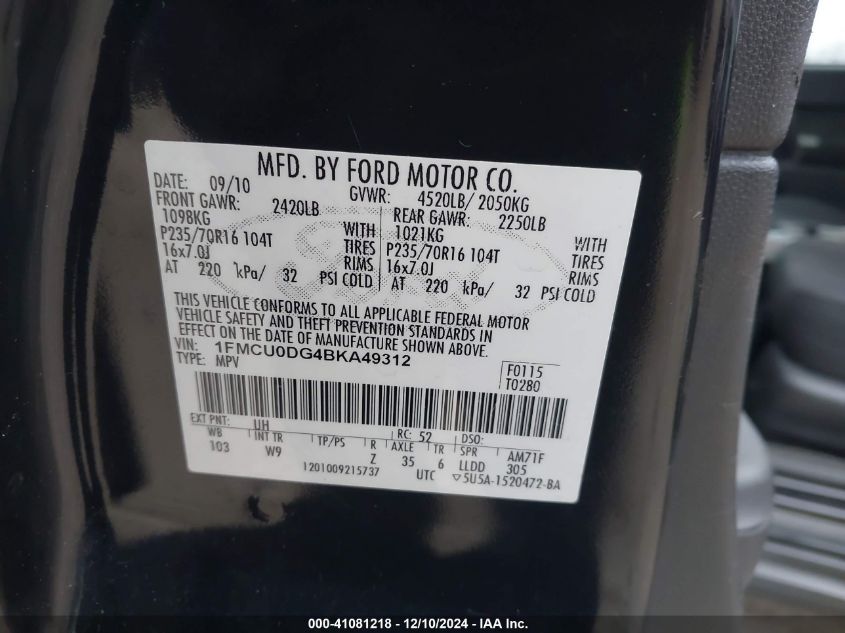 MFD. BY FORD MOTOR CO.
DATE: 09/10 GVWR: 4520LB/ 2050KG
FRONT GAWR: 2420LB REAR GAWR: 2250LB
1098KG WITH 1021KG WITH
P235/70R16 104T TIRES P235/70R16 104T TIRES
16x7.0J RIMS 16x7.0J RIMS
AT 220 kPa/ 32 PSI COLD AT 220 kPa/ 32 PSI COLD
THIS VEHICLE CONFORMS TO ALL APPLICABLE FEDERAL MOTOR
VEHICLE SAFETY AND THEFT PREVENTION STANDARDS IN
EFFECT ON THE DATE OF MANUFACTURE SHOWN ABOVE.
VIN: 1FMCU0DG4BKA49312
TYPE: MPV
F0115
T0280
EXT PNT: UH RC: 52 DSO:
WB INT TR TP/PS R AXLE TR SPR AM71F
103 W9 Z 35 6 LLDD 305
1201009215737 UTC ▽5U5A-1520472-BA
000-41081218 - 12/10/2024 - IAA Holdings, LLC.